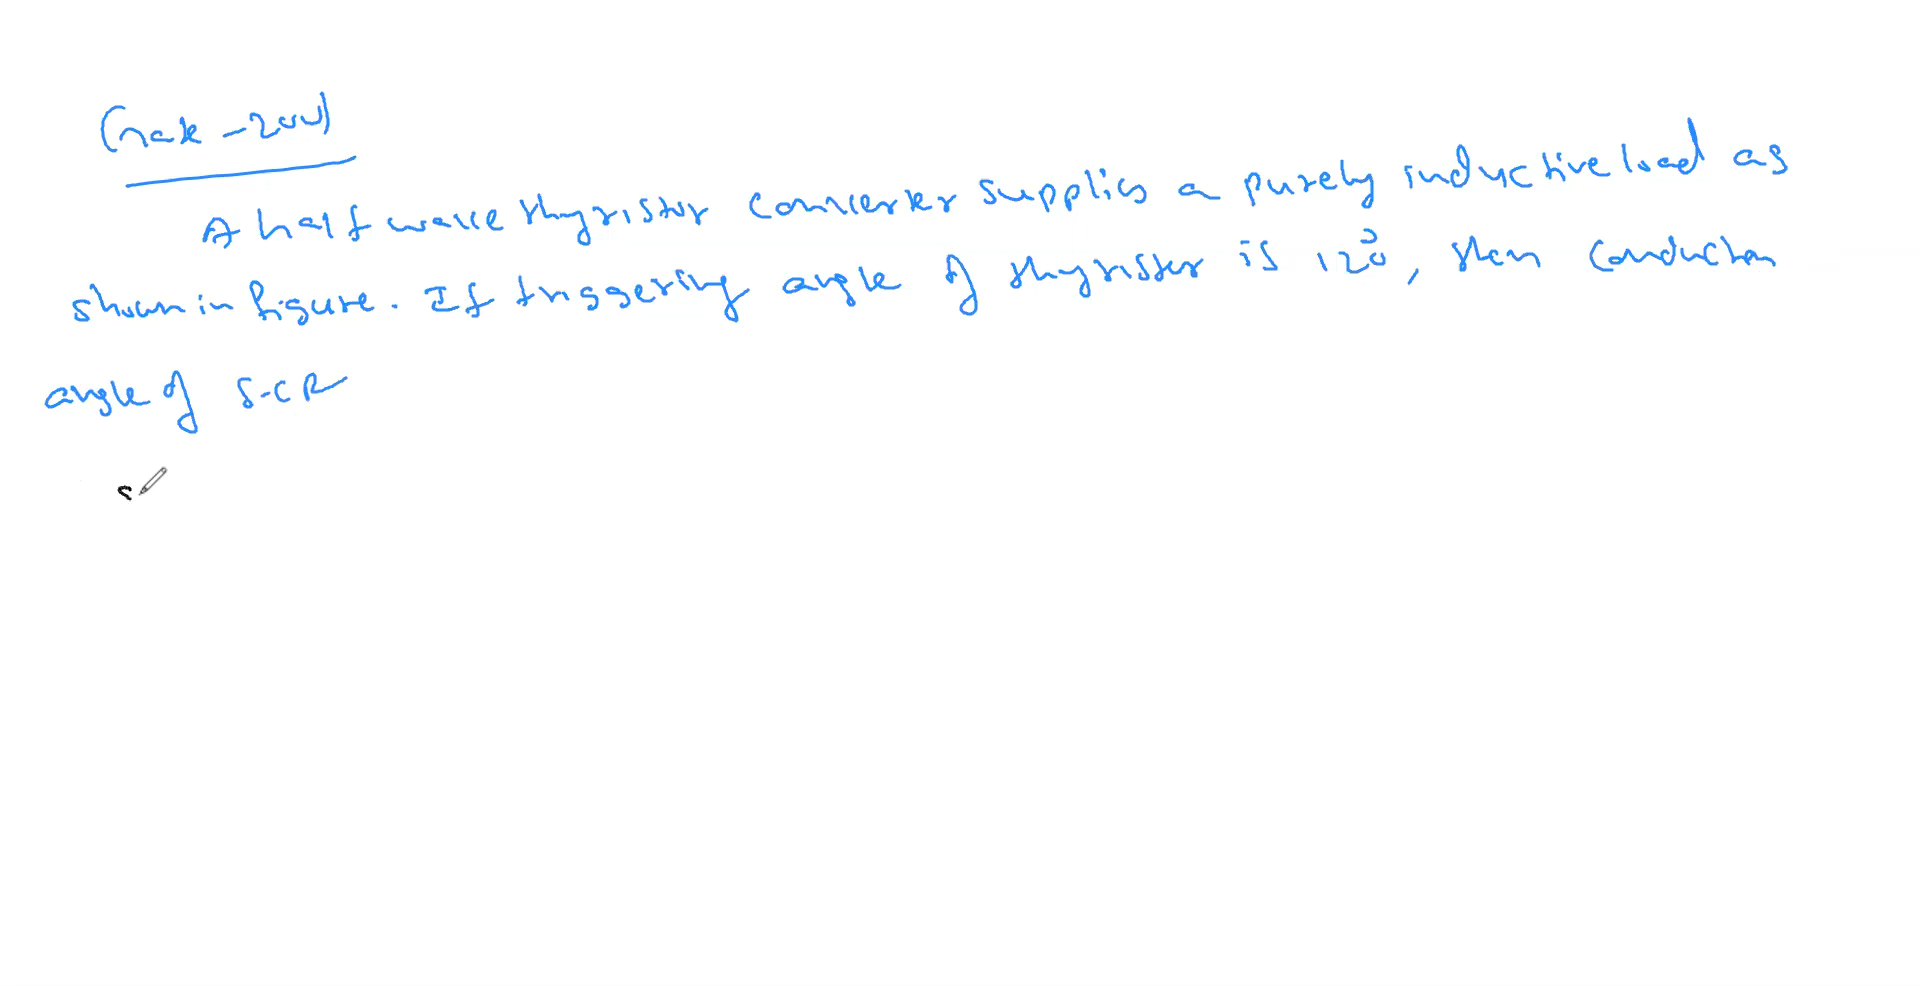 (Gate - 200
A half wave thyristor converter supplies a purely inductive load as
shown in figure. If triggering angle of thyristor is 120°, then conduction
angle of S.C.R
s